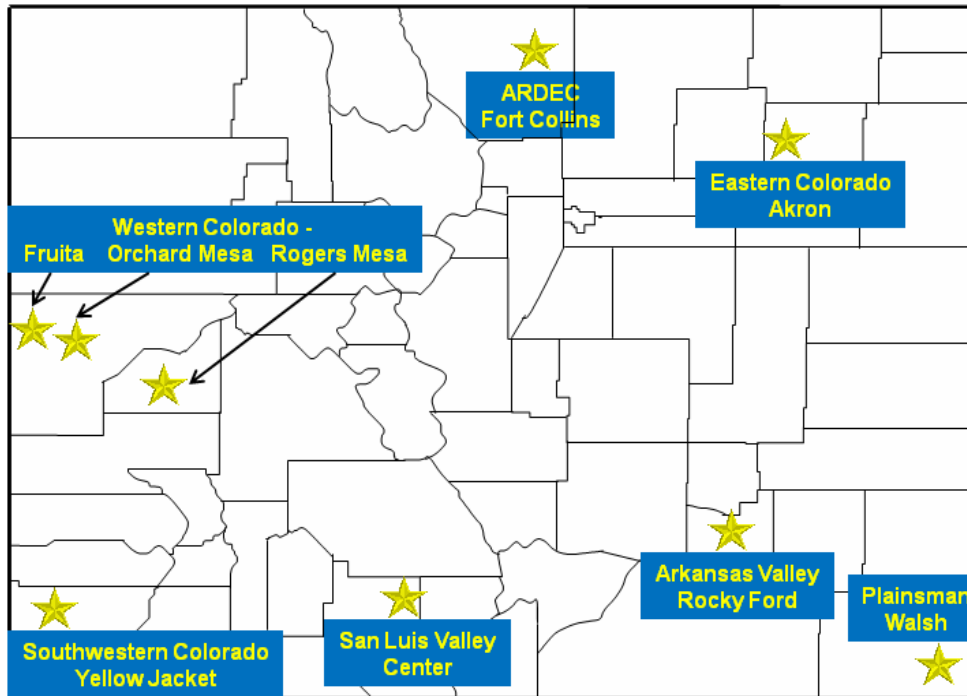 ARDEC
Fort Collins
Eastern Colorado
Akron
Western Colorado -
Fruita Orchard Mesa Rogers Mesa
Arkansas Valley
Rocky Ford
Plainsman
Walsh
San Luis Valley
Center
Southwestern Colorado
Yellow Jacket